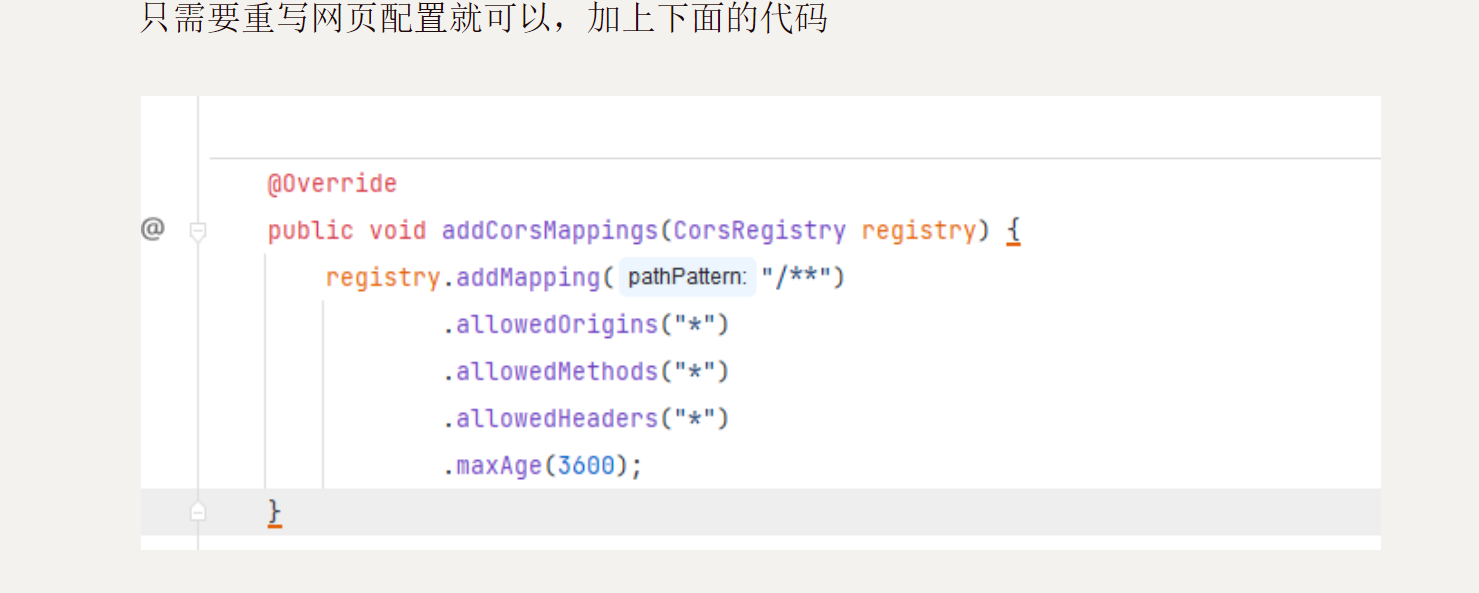 只需要重写网页配置就可以，加上下面的代码
@Override
@ public void addCorsMappings(CorsRegistry registry) {
registry.addMapping( pathPattern: "/**")
.allowedOrigins("*")
.allowedMethods("*")
.allowedHeaders("*")
.maxAge(3600);
}